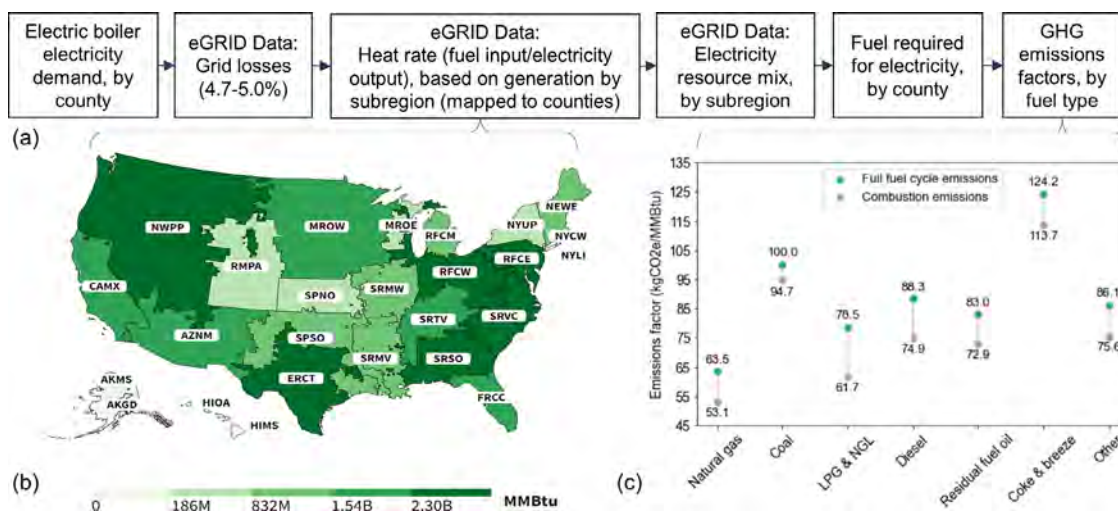 Electric boiler
electricity
demand, by
county
eGRID Data:
Grid losses
(4.7-5.0%)
eGRID Data:
Heat rate (fuel input/electricity
output), based on generation by
subregion (mapped to counties)
eGRID Data:
Electricity
resource mix,
by subregion
Fuel required
for electricity,
by county
GHG
emissions
factors, by
fuel type
(a)
NWPP
MROW
MROE
RFCM
NYUP
NEWE
NYCW
NYLI
RMPA
RFCW
RFCE
CAMX
SPNO
SRMW
SRVC
AZNM
SPSO
SRTV
SRMV
SRSO
ERCT
FRCC
AKMS
AKGD
HIOA
HIMS
(b)
0 186M 832M 1.54B 2.30B MMBtu
(c)
Emissions factor (kgCO2e/MMBtu)
135
125
115
105
95
85
75
65
55
45
Full fuel cycle emissions
Combustion emissions
63.5
53.1
100.0
94.7
78.5
61.7
88.3
74.9
83.0
72.9
124.2
113.7
86.1
75.6
Natural gas
Coal
LPG & NGL
Diesel
Residual fuel oil
Coke & breeze
Other